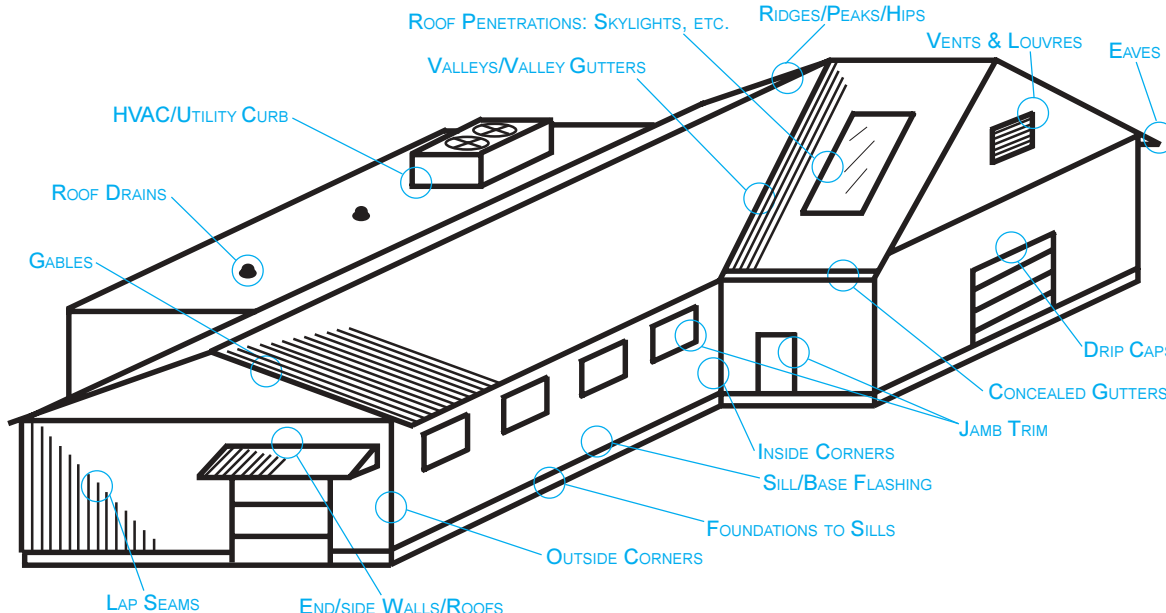 Ridges/Peaks/Hips
Roof Penetrations: Skylights, etc.
Vents & Louvres
Eaves
Valleys/Valley Gutters
HVAC/Utility Curb
Roof Drains
Gables
Drip Caps
Concealed Gutters
Jamb Trim
Inside Corners
Sill/Base Flashing
Foundations to Sills
Outside Corners
Lap Seams
End/side Walls/Roofs